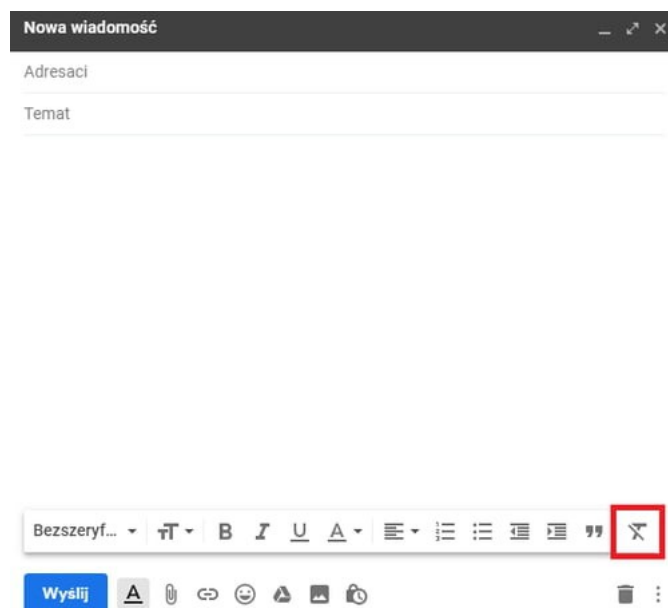 Nowa wiadomość
Adresaci
Temat
Bezszeryf...
Wyślij